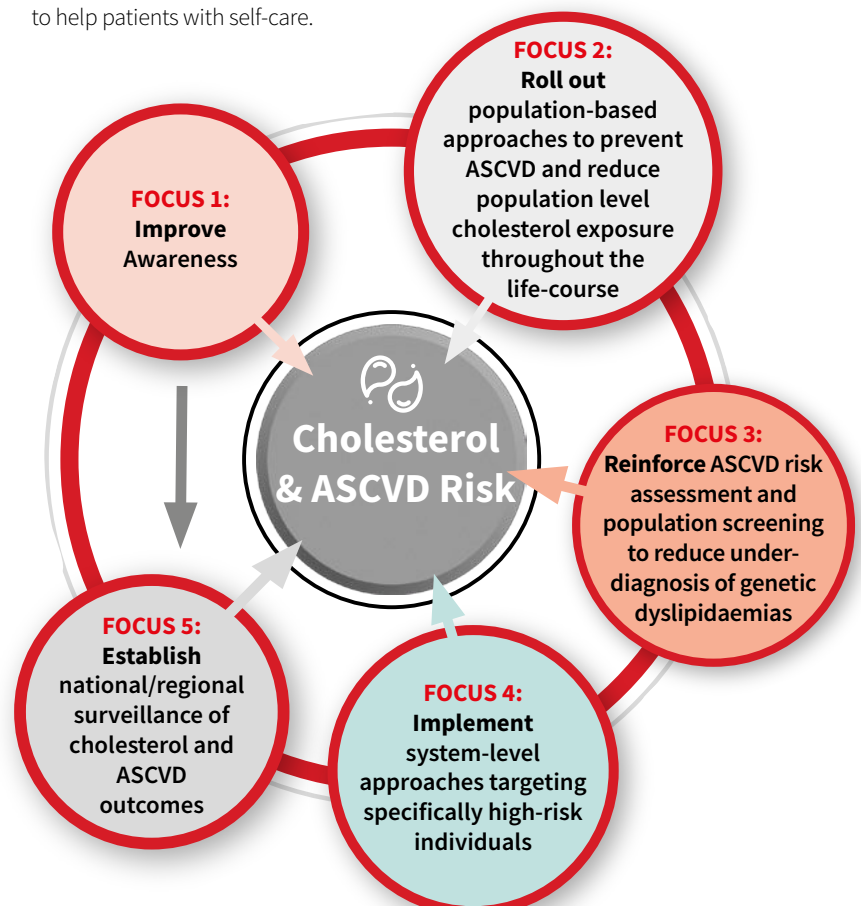 to help patients with self-care.
FOCUS 1:
Improve
Awareness
FOCUS 2:
Roll out
population-based
approaches to prevent
ASCVD and reduce
population level
cholesterol exposure
throughout the
life-course
FOCUS 3:
Reinforce ASCVD risk
assessment and
population screening
to reduce under-
diagnosis of genetic
dyslipidaemias
FOCUS 4:
Implement
system-level
approaches targeting
specifically high-risk
individuals
FOCUS 5:
Establish
national/regional
surveillance of
cholesterol and
ASCVD
outcomes
Cholesterol
& ASCVD Risk